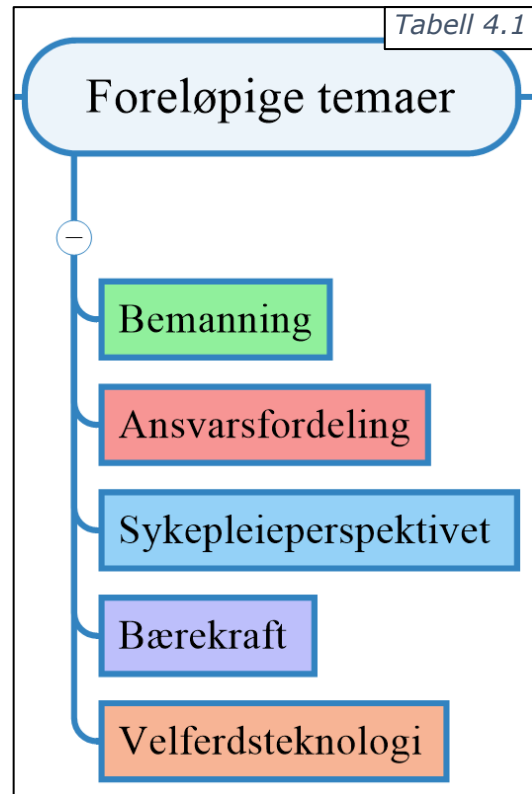 Tabell 4.1
Foreløpige temaer
Bemanning
Ansvarsfordeling
Sykepleieperspektivet
Bærekraft
Velferdsteknologi